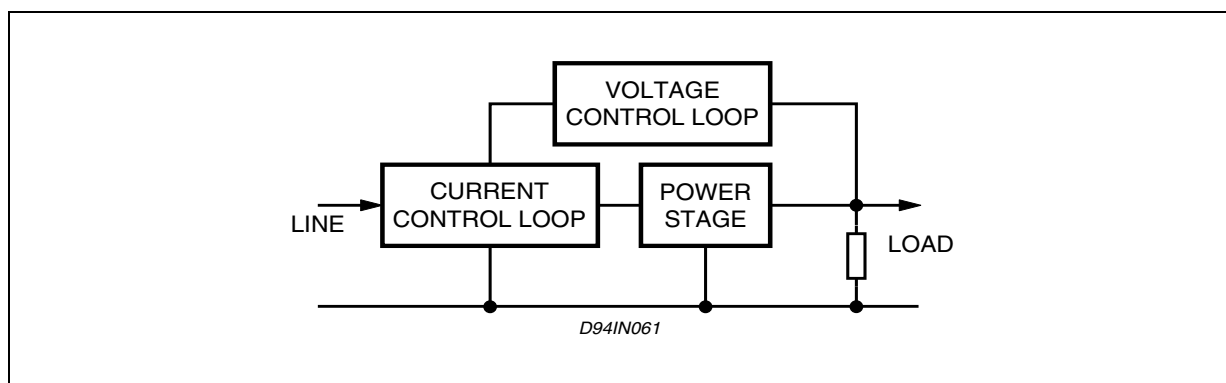 VOLTAGE
CONTROL LOOP
CURRENT
CONTROL LOOP
POWER
STAGE
LINE
LOAD
D94IN061